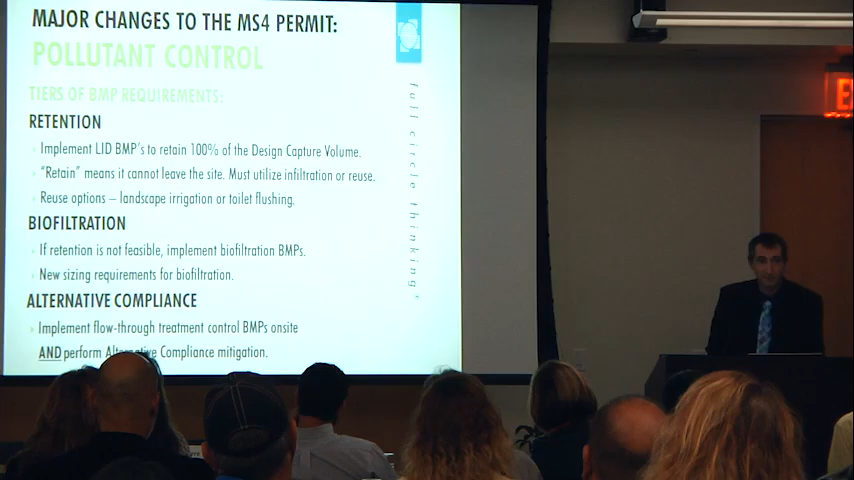 MAJOR CHANGES TO THE MS4 PERMIT:
POLLUTANT CONTROL
TIERS OF BMP REQUIREMENTS:
RETENTION
Implement LID BMP's to retain 100% of the Design Capture Volume.
"Retain" means it cannot leave the site. Must utilize infiltration or reuse.
Reuse options – landscape irrigation or toilet flushing.
BIOFILTRATION
If retention is not feasible, implement biofiltration BMPs.
New sizing requirements for biofiltration.
ALTERNATIVE COMPLIANCE
Implement flow-through treatment control BMPs onsite
AND perform Alternative Compliance mitigation.
full circle thinking®